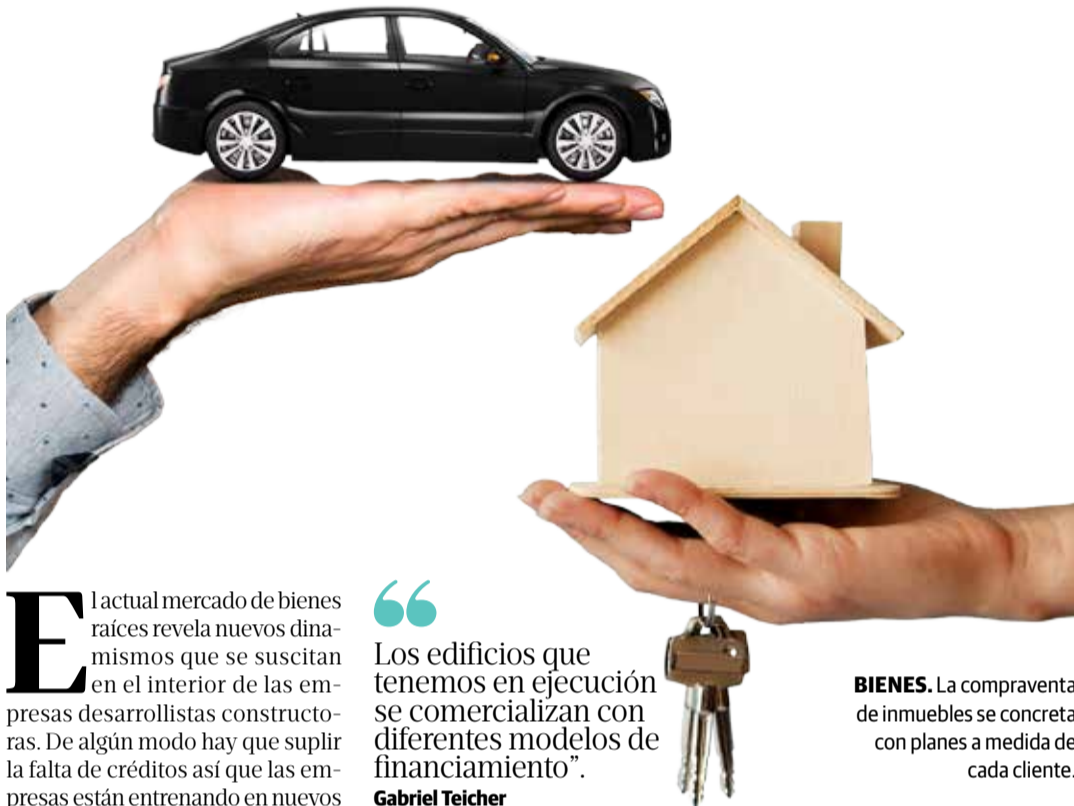 El actual mercado de bienes
raíces revela nuevos dina-
mismos que se suscitan
en el interior de las em-
presas desarrollistas constructo-
ras. De algún modo hay que suplir
la falta de créditos así que las em-
presas están entrenando en nuevos
“
Los edificios que
tenemos en ejecución
se comercializan con
diferentes modelos de
financiamiento”.
Gabriel Teicher
BIENES. La compraventa
de inmuebles se concreta
con planes a medida de
cada cliente.